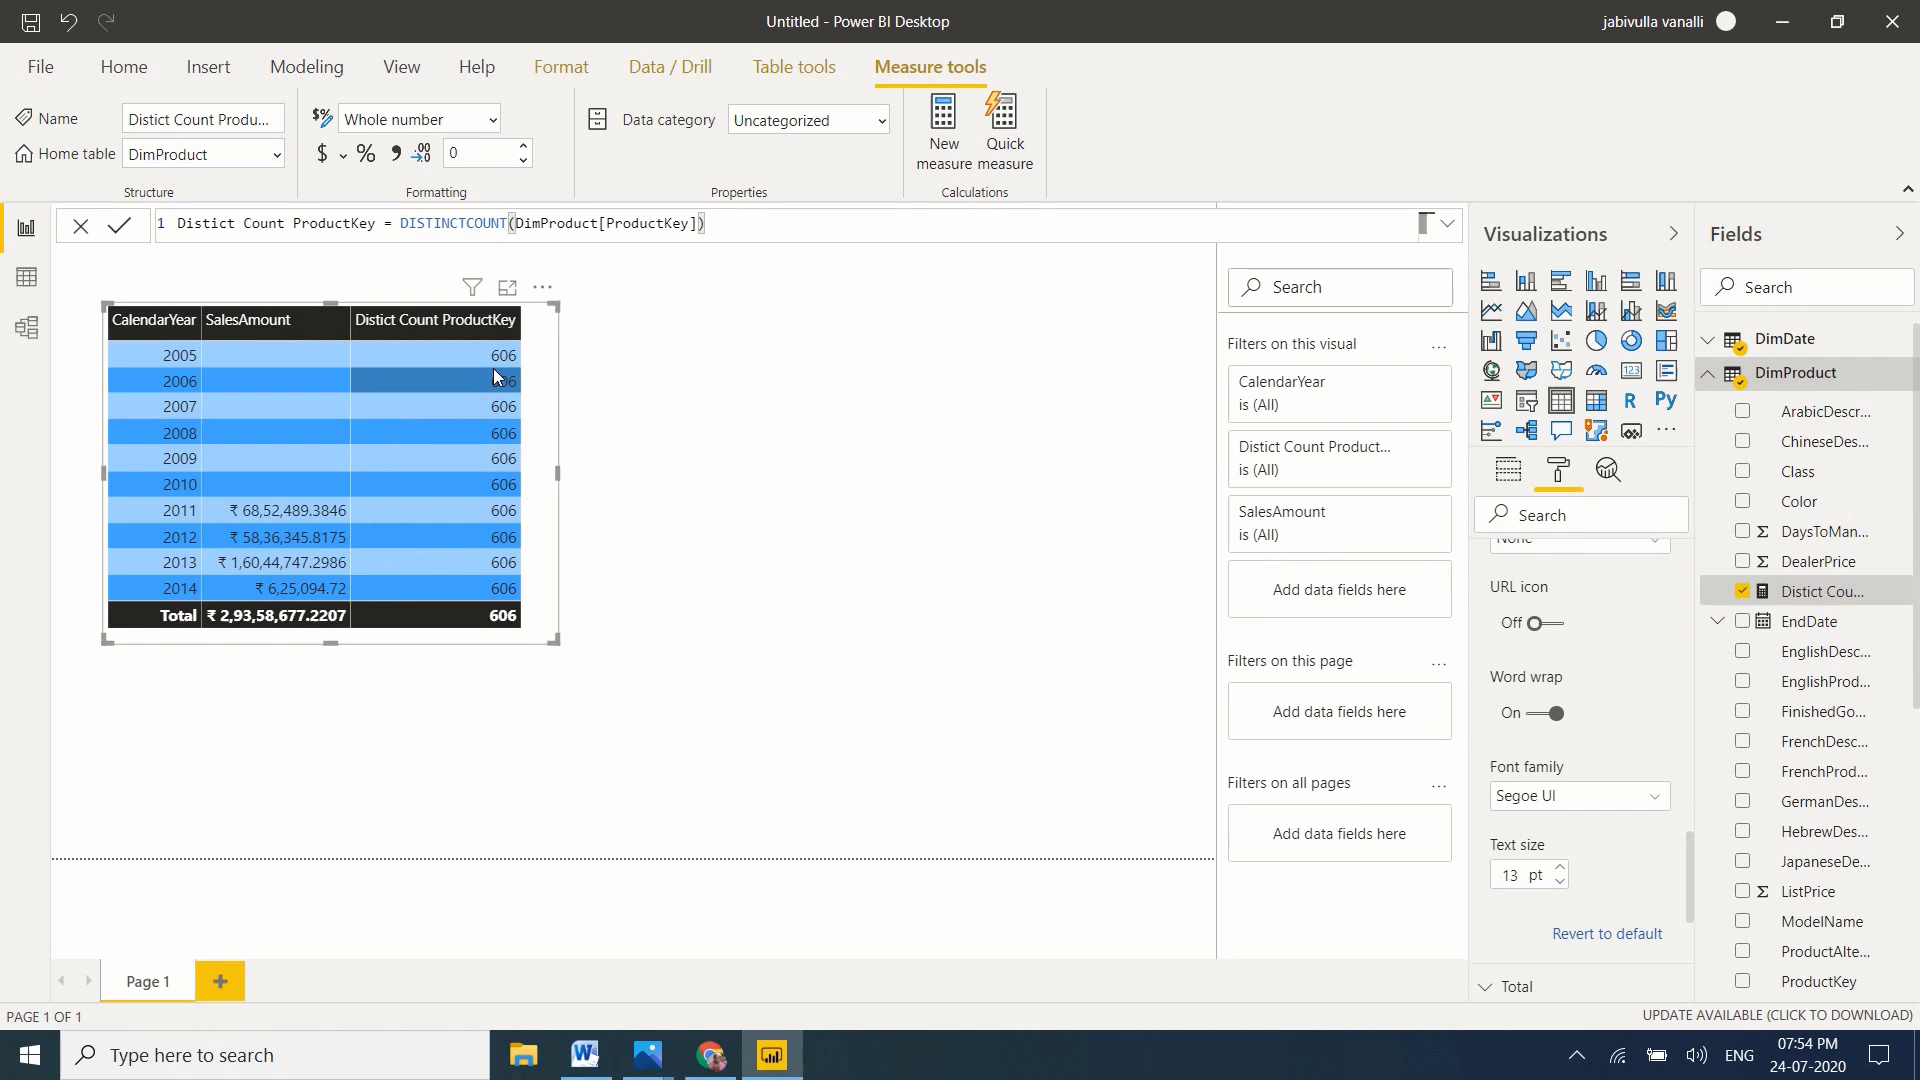 Untitled - Power BI Desktop
jabivulla vanalli
File
Home
Insert
Modeling
View
Help
Format
Data / Drill
Table tools
Measure tools
Name
Distict Count Produ...
Home table
DimProduct
Structure
Whole number
$
%
0
Formatting
Data category
Uncategorized
Properties
New measure
Quick measure
Calculations
1 Distict Count ProductKey = DISTINCTCOUNT(DimProduct[ProductKey])
CalendarYear SalesAmount Distict Count ProductKey
2005 606
2006
2007 606
2008 606
2009 606
2010 606
2011 ₹ 68,52,489.3846 606
2012 ₹ 58,36,345.8175 606
2013 ₹ 1,60,44,747.2986 606
2014 ₹ 6,25,094.72 606
Total ₹ 2,93,58,677.2207 606
Search
Filters on this visual ...
CalendarYear
is (All)
Distict Count Product...
is (All)
SalesAmount
is (All)
Add data fields here
Filters on this page ...
Add data fields here
Filters on all pages ...
Add data fields here
Visualizations
123
R
Py
...
Search
None
URL icon
Off
Word wrap
On
Font family
Segoe UI
Text size
13 pt
Revert to default
Total
Fields
Search
DimDate
DimProduct
ArabicDescr...
ChineseDes...
Class
Color
Σ DaysToMan...
Σ DealerPrice
Distict Cou...
EndDate
EnglishDesc...
EnglishProd...
FinishedGo...
FrenchDesc...
FrenchProd...
GermanDes...
HebrewDes...
JapaneseDe...
Σ ListPrice
ModelName
ProductAlte...
ProductKey
Page 1
+
PAGE 1 OF 1
UPDATE AVAILABLE (CLICK TO DOWNLOAD)
Type here to search
ENG
07:54 PM
24-07-2020